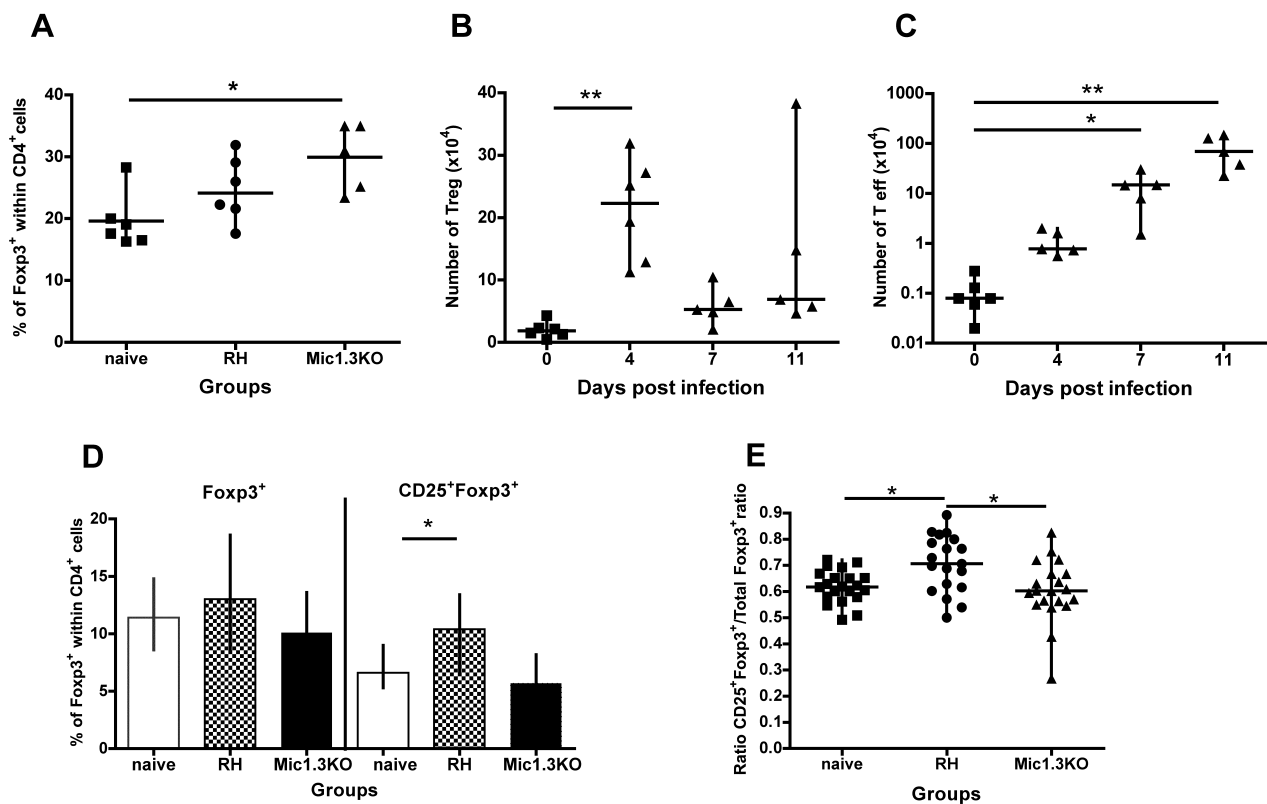 A
B
C
% of Foxp3⁺ within CD4⁺cells
40
30
20
10
0
*
naive
RH
Mic1.3KO
Groups
Number of Treg (x10⁴)
40
30
20
10
0
**
0
4
7
11
Days post infection
Number of T eff (x10⁴)
1000
100
10
1
0.1
0.01
**
*
0
4
7
11
Days post infection
D
E
Foxp3⁺
CD25⁺Foxp3⁺
% of Foxp3⁺ within CD4⁺ cells
20
15
10
5
0
*
naive
RH
Mic1.3KO
naive
RH
Mic1.3KO
Groups
Ratio CD25⁺Foxp3⁺/Total Foxp3⁺ratio
0.9
0.8
0.7
0.6
0.5
0.4
0.3
0.2
0.1
0.0
*
*
naive
RH
Mic1.3KO
Groups